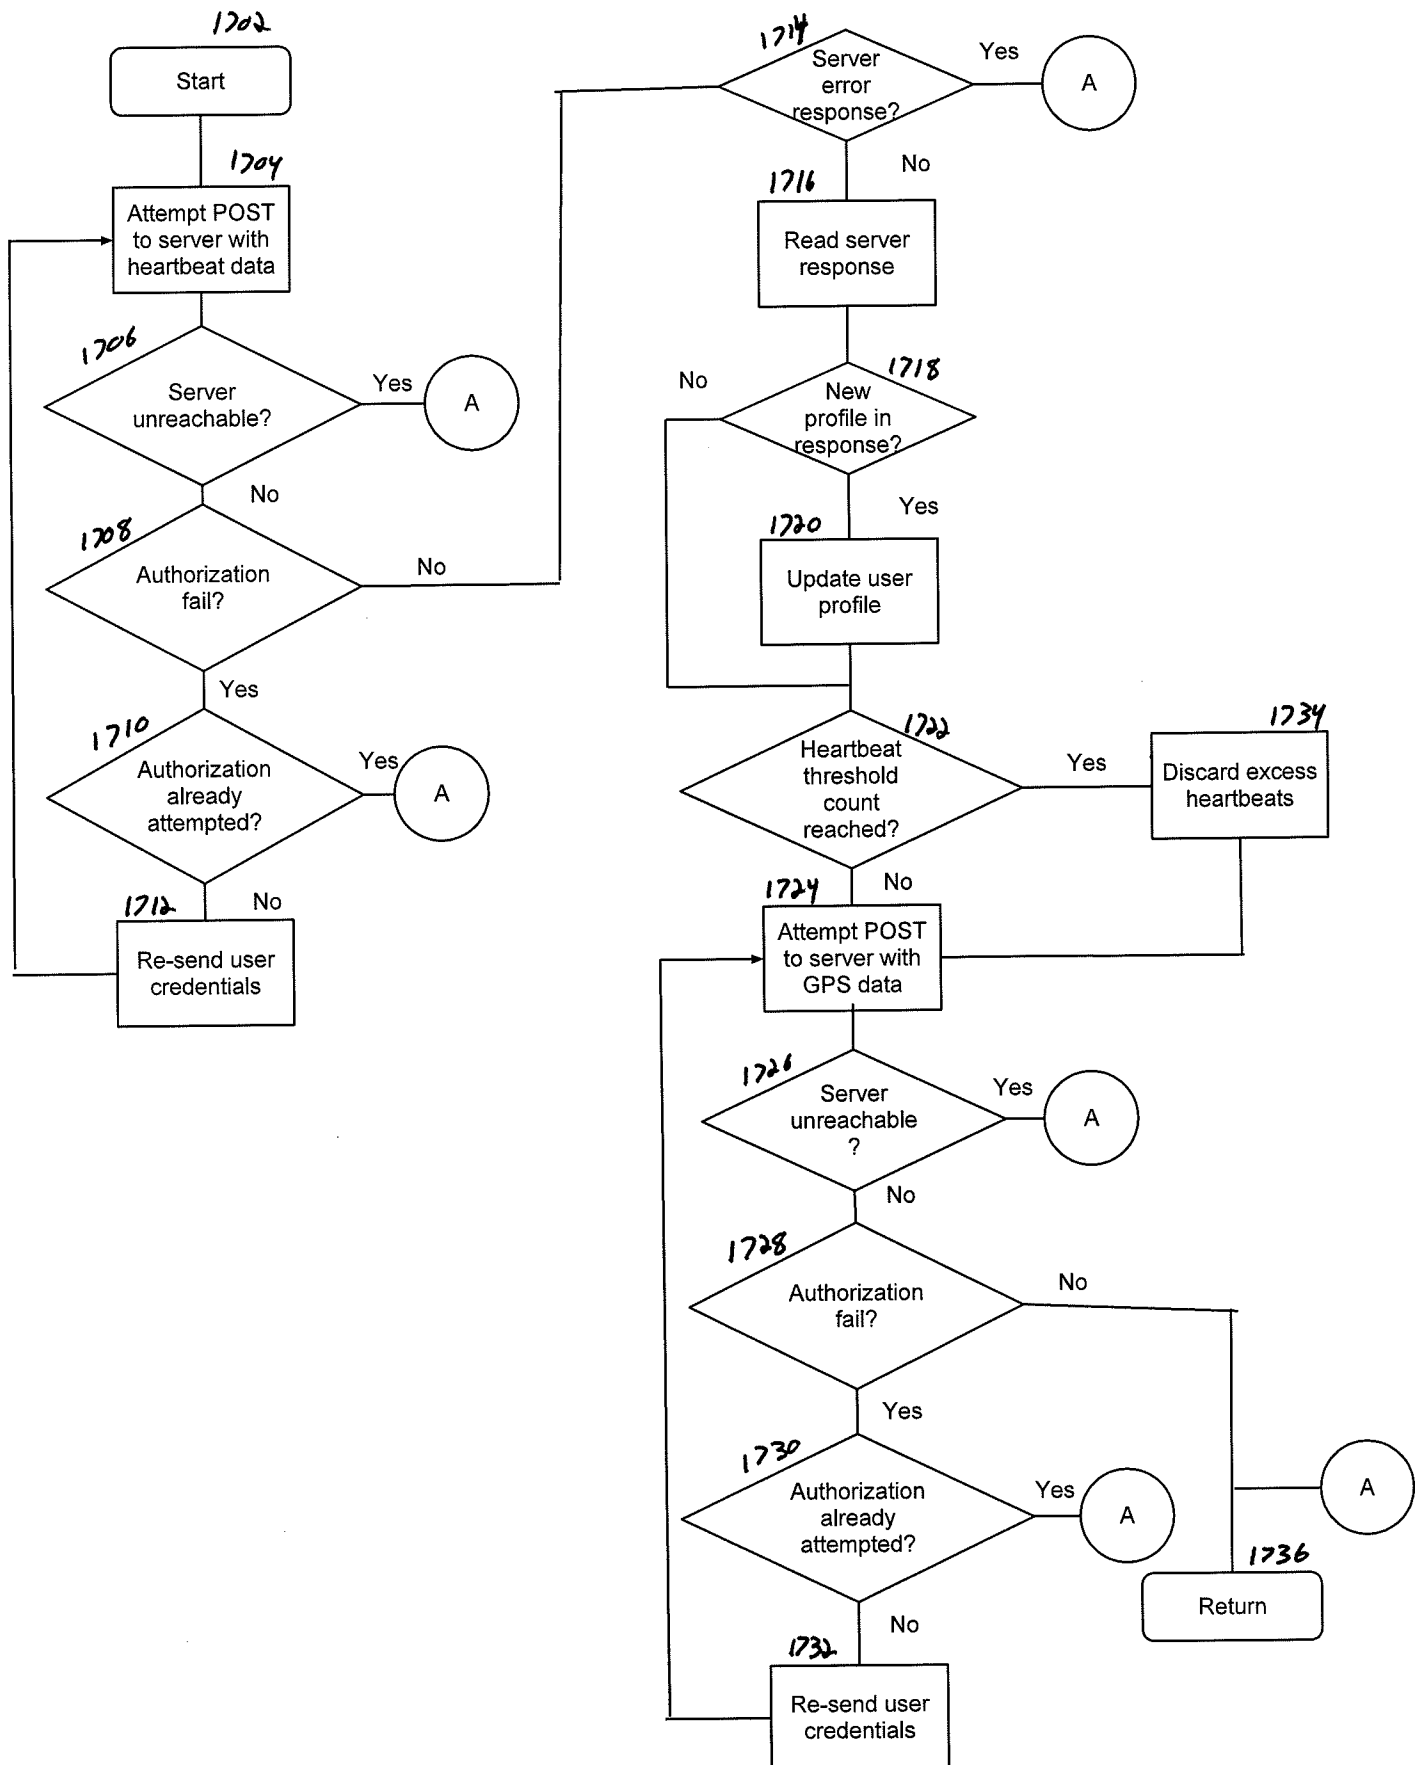 1702
Start
1704
Attempt POST
to server with
heartbeat data
1706
Server
unreachable?
Yes
A
No
1708
Authorization
fail?
No
Yes
1710
Authorization
already
attempted?
Yes
A
No
1712
Re-send user
credentials
1714
Server
error
response?
Yes
A
No
1716
Read server
response
1718
New
profile in
response?
No
Yes
1720
Update user
profile
1722
Heartbeat
threshold
count
reached?
Yes
1734
Discard excess
heartbeats
No
1724
Attempt POST
to server with
GPS data
1726
Server
unreachable
?
Yes
A
No
1728
Authorization
fail?
No
Yes
1730
Authorization
already
attempted?
Yes
A
A
1736
Return
No
1732
Re-send user
credentials